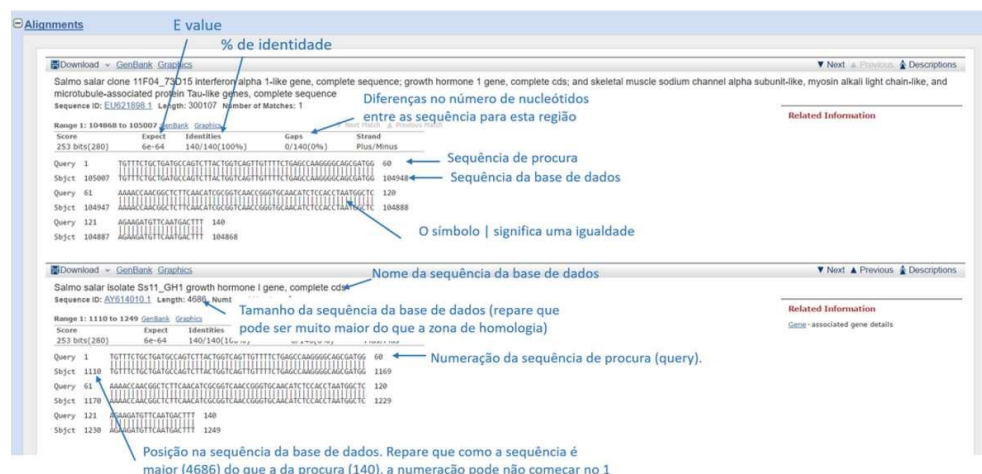 Alignments
E value
% de identidade
Download GenBank Graphics
Next Previous Descriptions
Salmo salar clone 11F04_73D15 interferon alpha 1-like gene, complete sequence; growth hormone 1 gene, complete cds; and skeletal muscle sodium channel alpha subunit-like, myosin alkali light chain-like, and
microtubule-associated protein Tau-like genes, complete sequence
Sequence ID: EU621898.1 Length: 300107 Number of Matches: 1
Diferenças no número de nucleótidos
entre as sequência para esta região
Related Information
Range 1: 104868 to 105007 GenBank Graphics
Next Match Previous Match
Score Expect Identities Gaps Strand
253 bits(280) 6e-64 140/140(100%) 0/140(0%) Plus/Minus
Query 1 TGTTTCTGCTGATGCCAGTCTTACTGGTCAGTTGTTTTCTGAGCCAAGGGGCAGCGATGG 60
Sequência de procura
Sbjct 105007 TGTTTCTGCTGATGCCAGTCTTACTGGTCAGTTGTTTTCTGAGCCAAGGGGCAGCGATGG 104948
Sequência da base de dados
Query 61 AAAACCAACGGCTCTTCAACATCGCGGTCAACCGGGTGCAACATCTCCACCTAATGGCTC 120
Sbjct 104947 AAAACCAACGGCTCTTCAACATCGCGGTCAACCGGGTGCAACATCTCCACCTAATGGCTC 104888
Query 121 AGAAGATGTTCAATGACTTT 140
Sbjct 104887 AGAAGATGTTCAATGACTTT 104868
O símbolo | significa uma igualdade
Download GenBank Graphics
Next Previous Descriptions
Nome da sequência da base de dados
Salmo salar isolate Ss11_GH1 growth hormone I gene, complete cds
Sequence ID: AY614010.1 Length: 4686
Tamanho da sequência da base de dados (repare que
pode ser muito maior do que a zona de homologia)
Related Information
Gene - associated gene details
Range 1: 1110 to 1249 GenBank Graphics
Score Expect Identities
253 bits(280) 6e-64
Query 1 TGTTTCTGCTGATGCCAGTCTTACTGGTCAGTTGTTTTCTGAGCCAAGGGGCAGCGATGG 60
Numeração da sequência de procura (query).
Sbjct 1110 TGTTTCTGCTGATGCCAGTCTTACTGGTCAGTTGTTTTCTGAGCCAAGGGGCAGCGATGG 1169
Query 61 AAAACCAACGGCTCTTCAACATCGCGGTCAACCGGGTGCAACATCTCCACCTAATGGCTC 120
Sbjct 1170 AAAACCAACGGCTCTTCAACATCGCGGTCAACCGGGTGCAACATCTCCACCTAATGGCTC 1229
Query 121 AGAAGATGTTCAATGACTTT 140
Sbjct 1230 AGAAGATGTTCAATGACTTT 1249
Posição na sequência da base de dados. Repare que como a sequência é
maior (4686) do que a da procura (140), a numeração pode não começar no 1